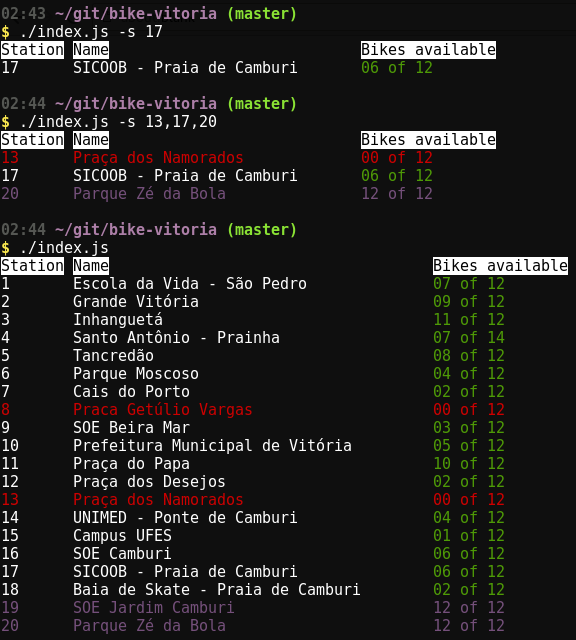 02:43 ~/git/bike-vitoria (master)
$ ./index.js -s 17
Station Name Bikes available
17 SICOOB - Praia de Camburi 06 of 12
02:44 ~/git/bike-vitoria (master)
$ ./index.js -s 13,17,20
Station Name Bikes available
13 Praça dos Namorados 00 of 12
17 SICOOB - Praia de Camburi 06 of 12
20 Parque Zé da Bola 12 of 12
02:44 ~/git/bike-vitoria (master)
$ ./index.js
Station Name Bikes available
1 Escola da Vida - São Pedro 07 of 12
2 Grande Vitória 09 of 12
3 Inhanguetá 11 of 12
4 Santo Antônio - Prainha 07 of 14
5 Tancredão 08 of 12
6 Parque Moscoso 04 of 12
7 Cais do Porto 02 of 12
8 Praca Getúlio Vargas 00 of 12
9 SOE Beira Mar 03 of 12
10 Prefeitura Municipal de Vitória 05 of 12
11 Praça do Papa 10 of 12
12 Praça dos Desejos 02 of 12
13 Praça dos Namorados 00 of 12
14 UNIMED - Ponte de Camburi 04 of 12
15 Campus UFES 01 of 12
16 SOE Camburi 06 of 12
17 SICOOB - Praia de Camburi 06 of 12
18 Baia de Skate - Praia de Camburi 02 of 12
19 SOE Jardim Camburi 12 of 12
20 Parque Zé da Bola 12 of 12